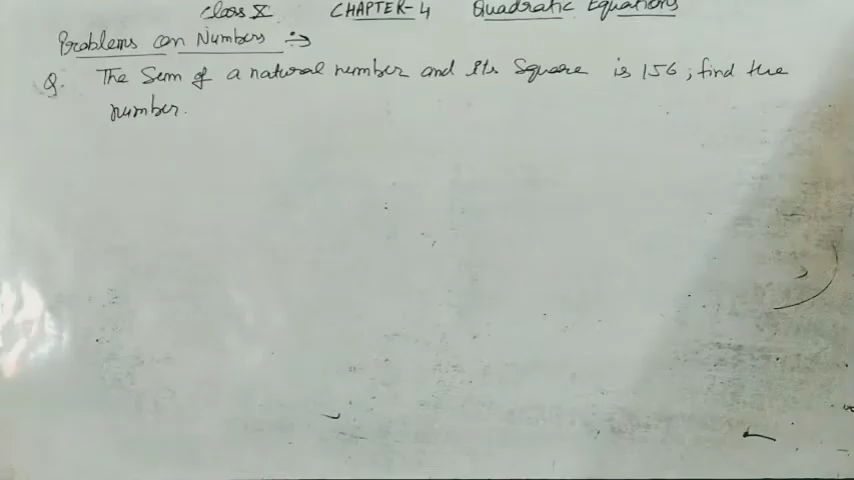 Class X CHAPTER-4 Quadratic Equations
Problems on Numbers :→
Q. The Sum of a natural number and its Square is 156 ; find the
number.